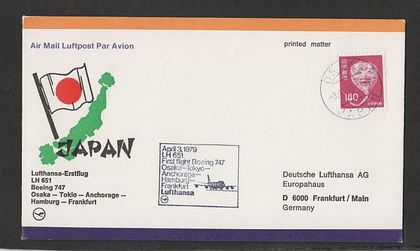 Air Mail Luftpost Par Avion
printed matter
140
NIPPON
JAPAN
April 3, 1979
LH 651
First flight Boeing 747
Osaka—Tokyo—
Anchorage—
Hamburg—
Frankfurt
Lufthansa
Lufthansa-Erstflug
LH 651
Boeing 747
Osaka — Tokio — Anchorage —
Hamburg — Frankfurt
Deutsche Lufthansa AG
Europahaus
D 6000 Frankfurt / Main
Germany